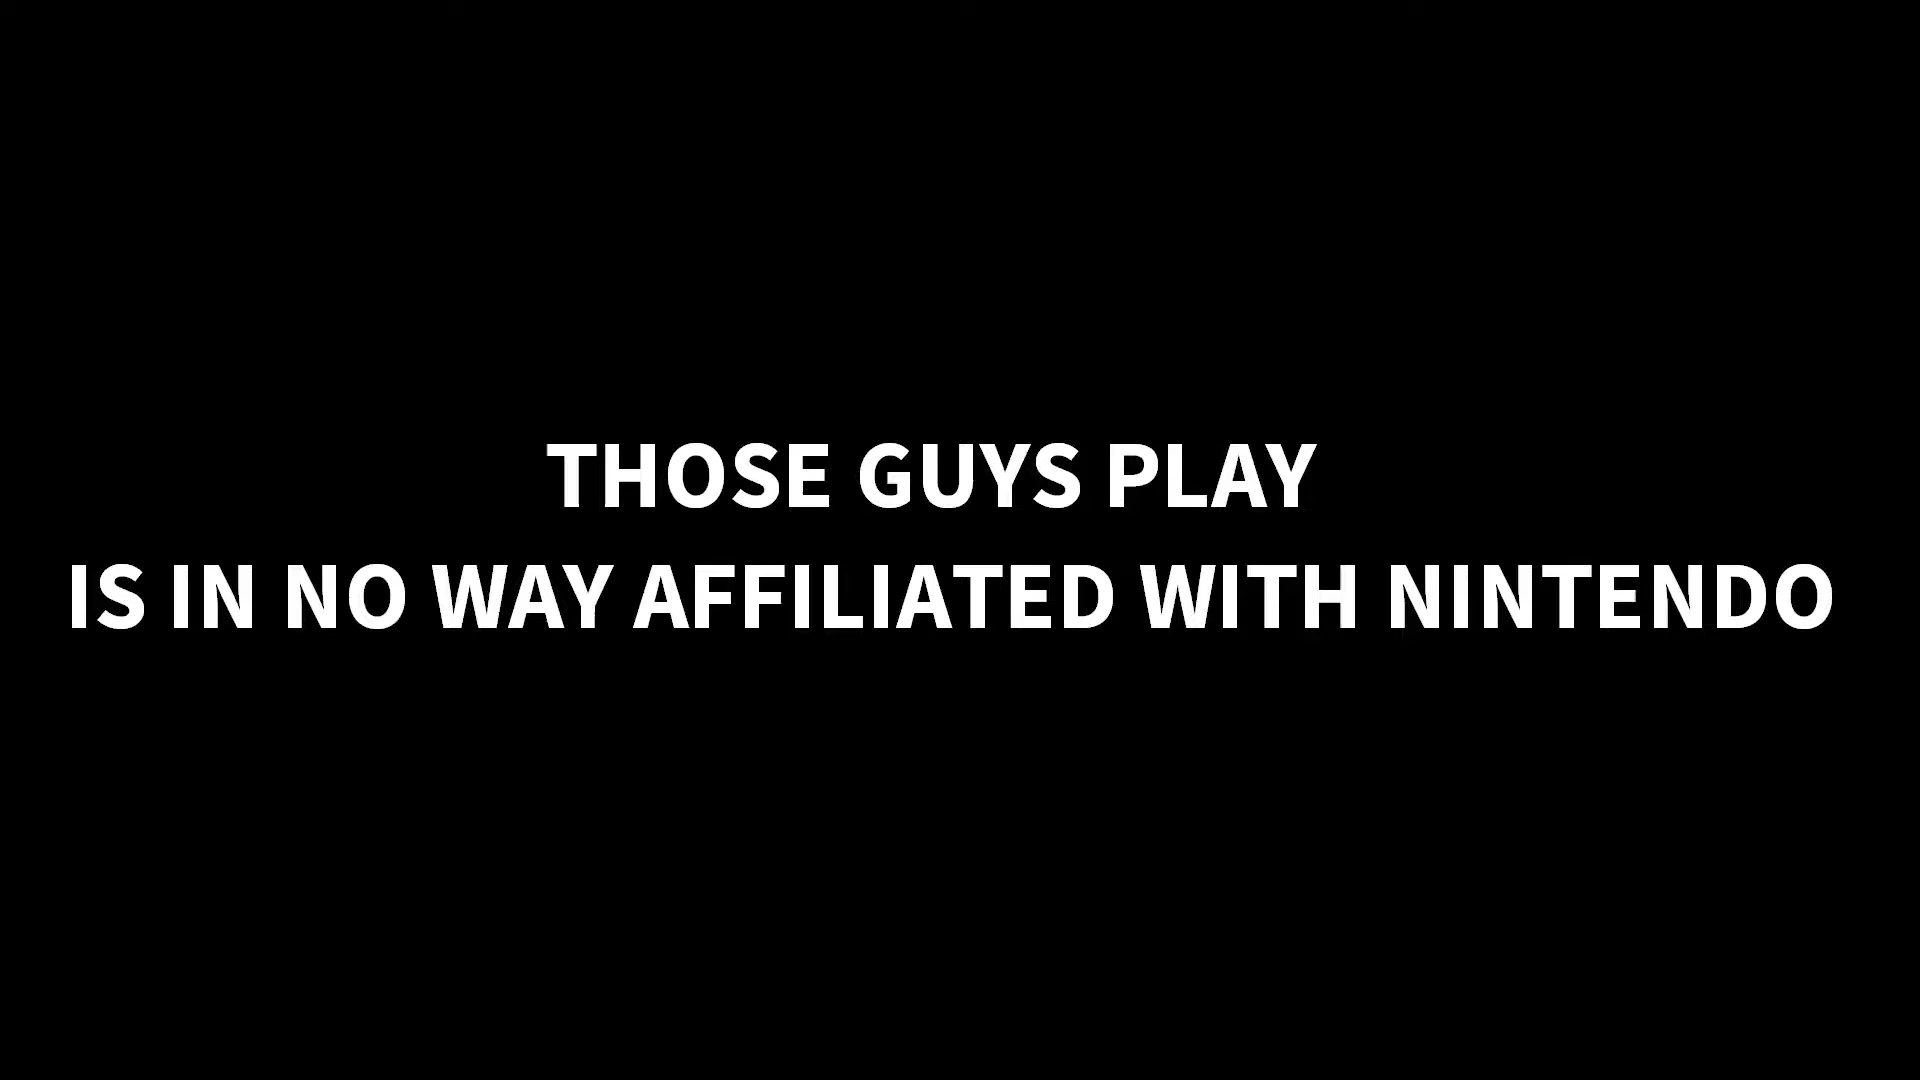 THOSE GUYS PLAY
IS IN NO WAY AFFILIATED WITH NINTENDO